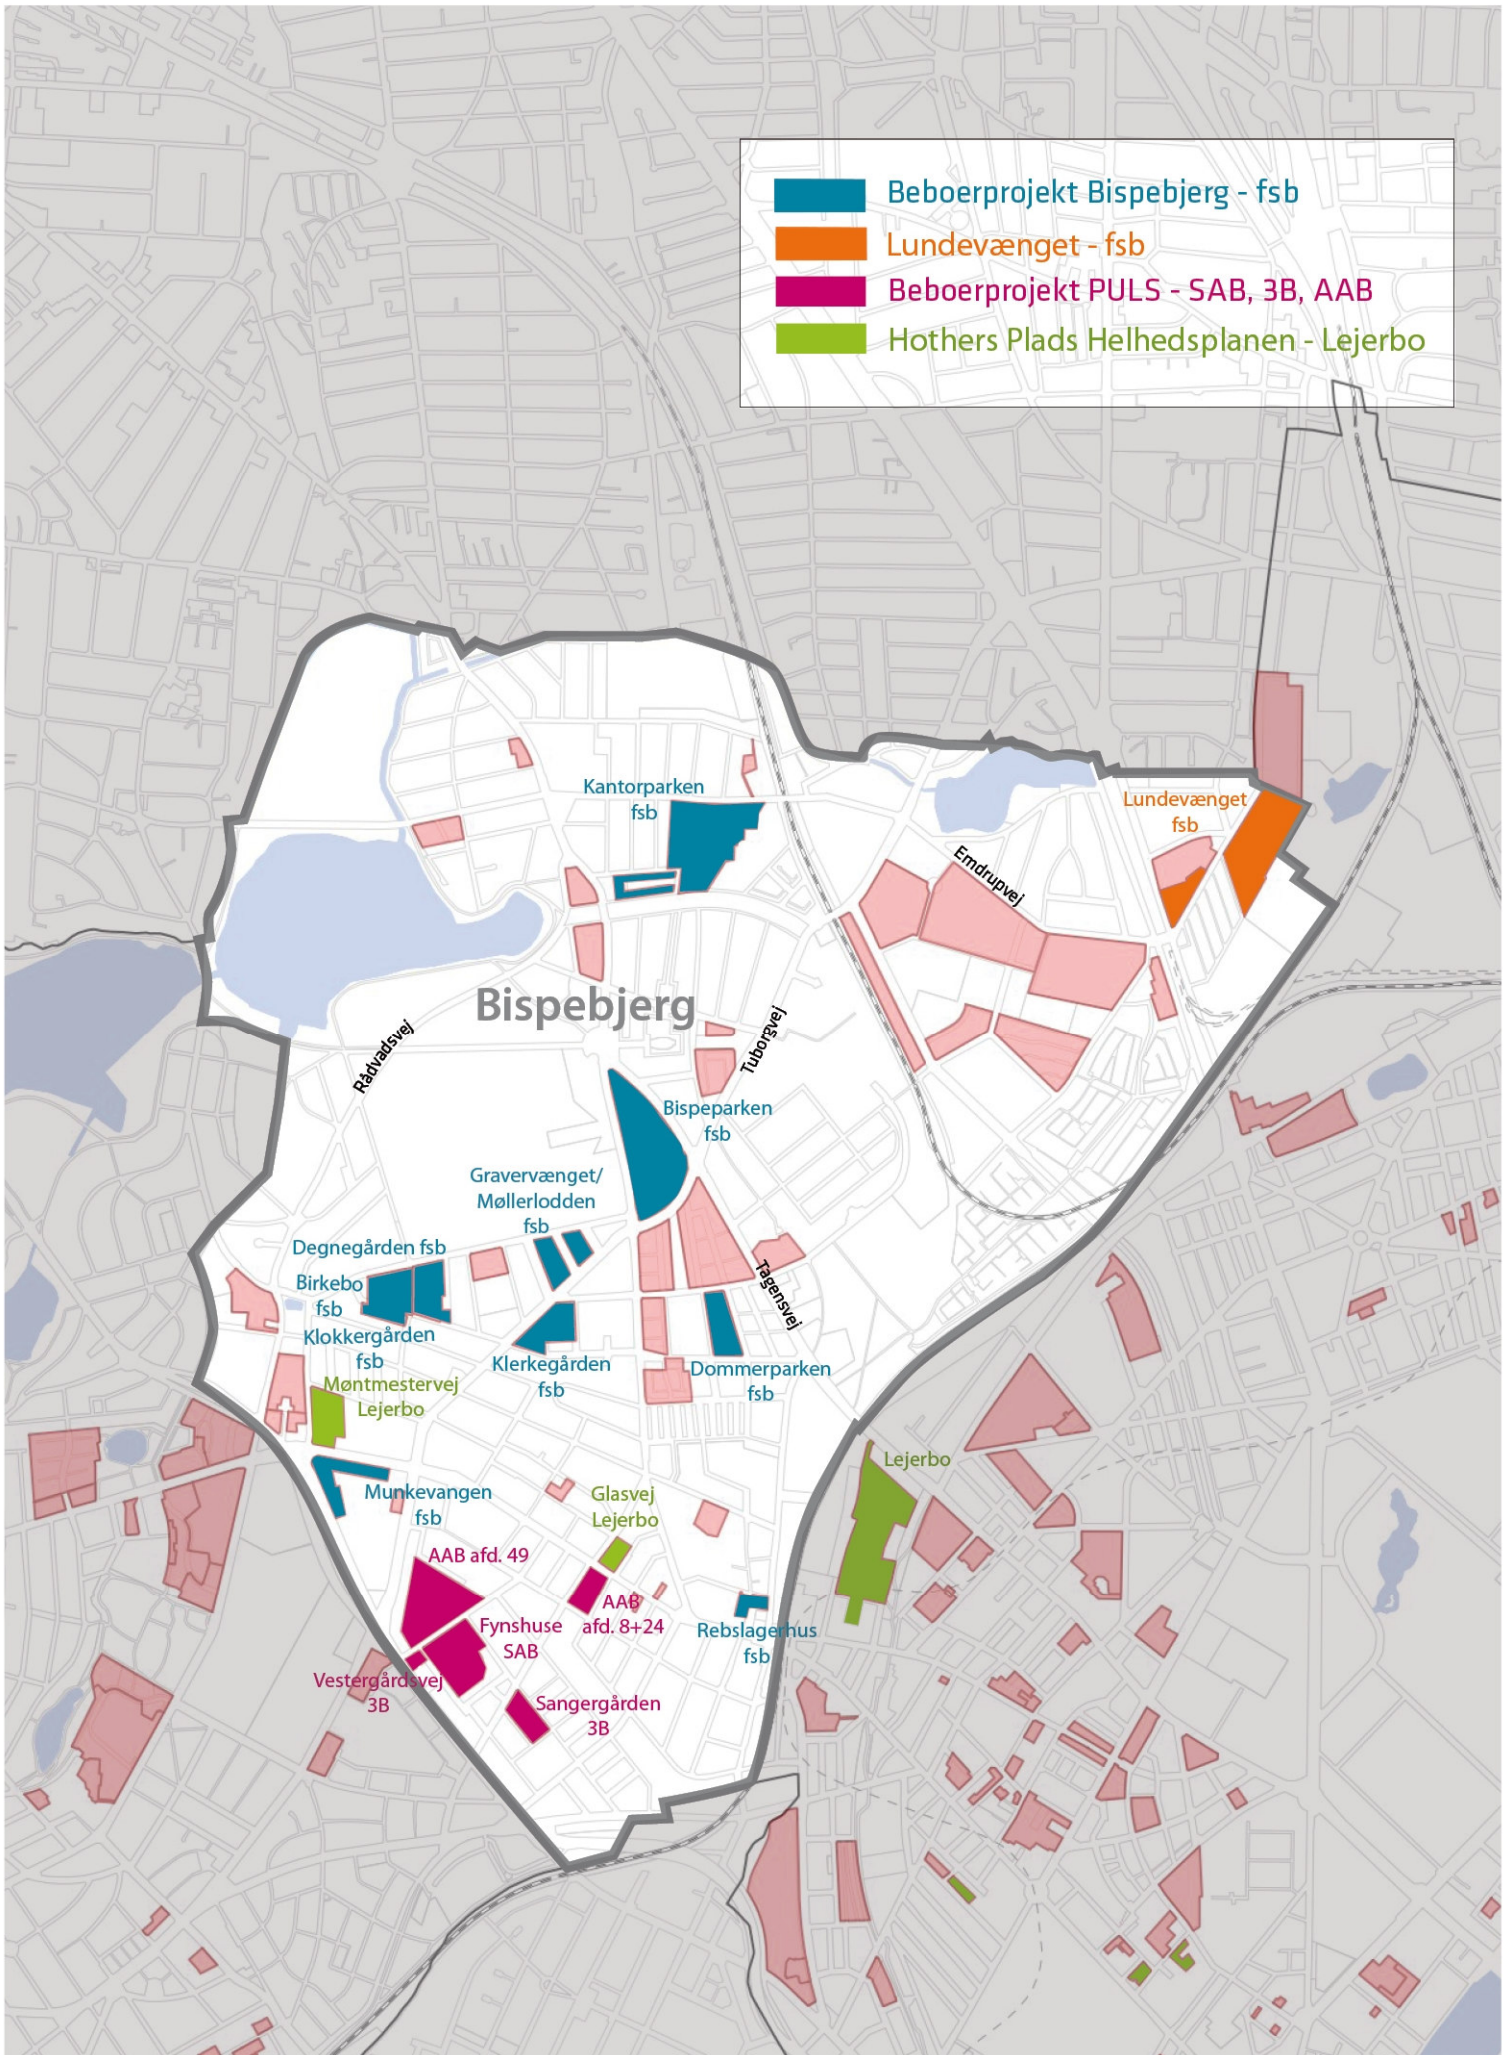 Beboerprojekt Bispebjerg - fsb
Lundevænget - fsb
Beboerprojekt PULS - SAB, 3B, AAB
Hothers Plads Helhedsplanen - Lejerbo
Kantorparken
fsb
Lundevænget
fsb
Emdrupvej
Bispebjerg
Rådvadsvej
Tuborgvej
Bispeparken
fsb
Gravervænget/
Møllerlodden
fsb
Degnegården fsb
Birkebo
fsb
Klokkergården
fsb
Tagensvej
Klerkegården
fsb
Dommerparken
fsb
Møntmestervej
Lejerbo
Lejerbo
Munkevangen
fsb
Glasvej
Lejerbo
AAB afd. 49
AAB
afd. 8+24
Fynshuse
SAB
Rebslagerhus
fsb
Vestergårdsvej
3B
Sangergården
3B